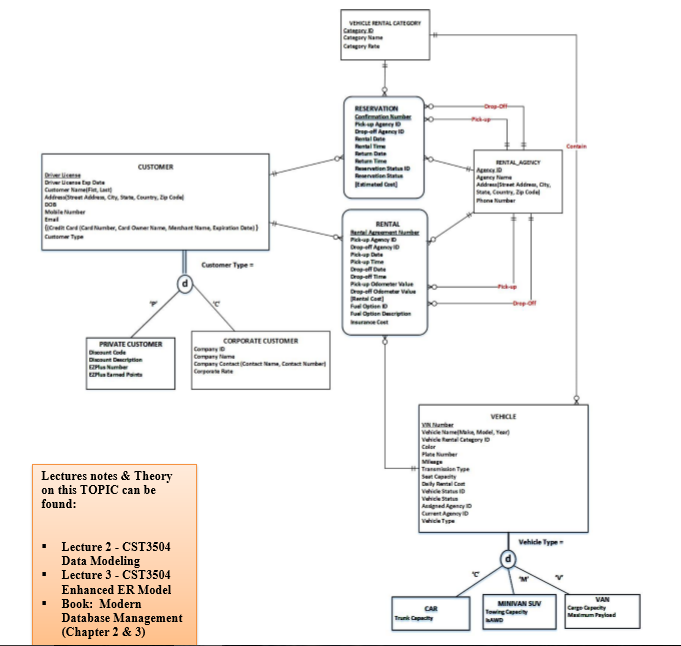 VEHICLE RENTAL CATEGORY
Category ID
Category Name
Category Rate
RESERVATION
Confirmation Number
Pick-up Agency ID
Drop-off Agency ID
Rental Date
Rental Time
Return Date
Return Time
Reservation Status ID
Reservation Status
[Estimated Cost]
Drop-Off
Pick-up
Contain
RENTAL_AGENCY
Agency ID
Agency Name
Address(Street Address, City,
State, Country, Zip Code)
Phone Number
CUSTOMER
Driver License
Driver License Exp Date
Customer Name(Fist, Last)
Address(Street Address, City, State, Country, Zip Code)
DOB
Mobile Number
Email
{(Credit Card (Card Number, Card Owner Name, Merchant Name, Expiration Date) }
Customer Type
RENTAL
Rental Agreement Number
Pick-up Agency ID
Drop-off Agency ID
Pick-up Date
Pick-up Time
Drop-off Date
Drop-off Time
Pick-up Odometer Value
Drop-off Odometer Value
[Rental Cost]
Fuel Option ID
Fuel Option Description
Insurance Cost
Pick-up
Drop-Off
Customer Type =
d
"P"
"C"
PRIVATE CUSTOMER
Discount Code
Discount Description
EZPlus Number
EZPlus Earned Points
CORPORATE CUSTOMER
Company ID
Company Name
Company Contact (Contact Name, Contact Number)
Corporate Rate
VEHICLE
VIN Number
Vehicle Name(Make, Model, Year)
Vehicle Rental Category ID
Color
Plate Number
Mileage
Transmission Type
Seat Capacity
Daily Rental Cost
Vehicle Status ID
Vehicle Status
Assigned Agency ID
Current Agency ID
Vehicle Type
Vehicle Type =
d
"C"
"M"
"V"
CAR
Trunk Capacity
MINIVAN SUV
Towing Capacity
isAWD
VAN
Cargo Capacity
Maximum Payload
Lectures notes & Theory
on this TOPIC can be
found:
▪ Lecture 2 - CST3504
Data Modeling
▪ Lecture 3 - CST3504
Enhanced ER Model
▪ Book: Modern
Database Management
(Chapter 2 & 3)